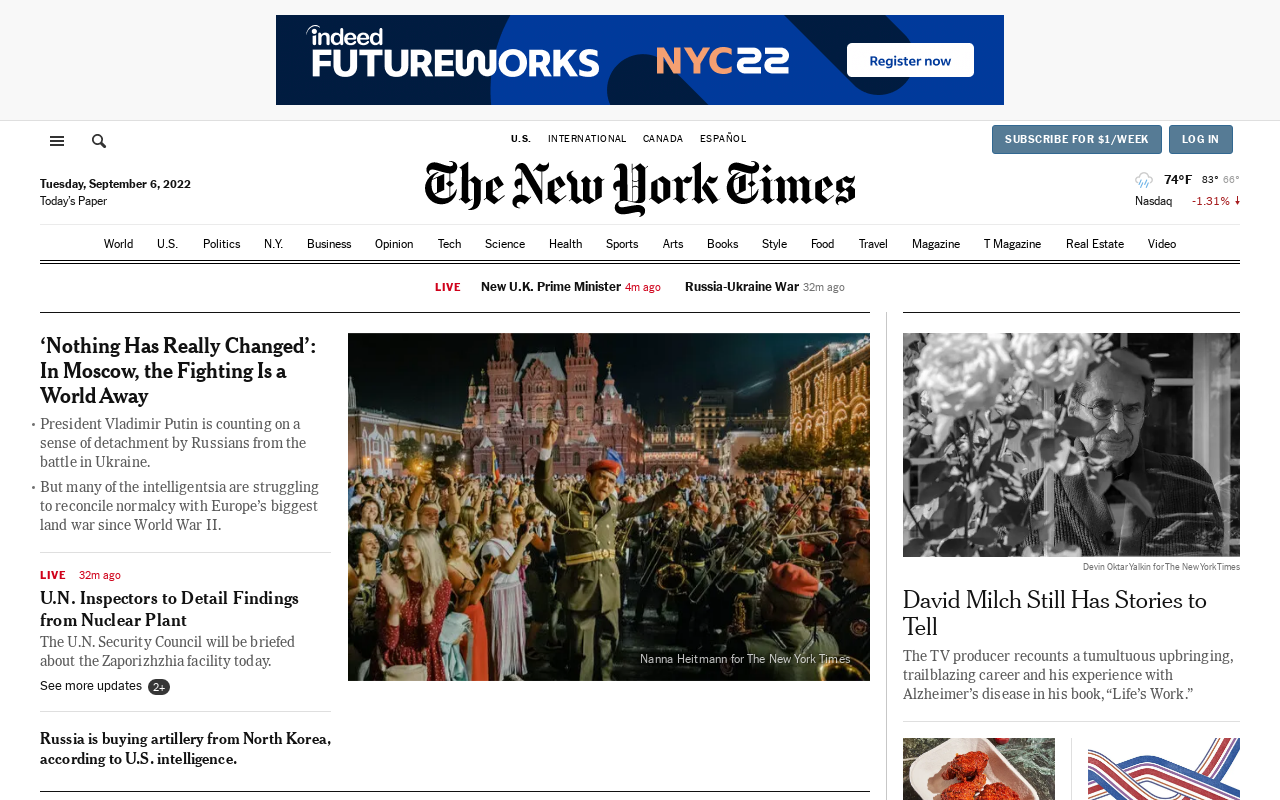 indeed
FUTUREWORKS
NYC22
Register now
U.S. INTERNATIONAL CANADA ESPAÑOL
SUBSCRIBE FOR $1/WEEK
LOG IN
The New York Times
Tuesday, September 6, 2022
Today's Paper
74°F 83° 66°
Nasdaq -1.31% ↓
World U.S. Politics N.Y. Business Opinion Tech Science Health Sports Arts Books Style Food Travel Magazine T Magazine Real Estate Video
LIVE New U.K. Prime Minister 4m ago Russia-Ukraine War 32m ago
‘Nothing Has Really Changed’:
In Moscow, the Fighting Is a
World Away
• President Vladimir Putin is counting on a
sense of detachment by Russians from the
battle in Ukraine.
• But many of the intelligentsia are struggling
to reconcile normalcy with Europe’s biggest
land war since World War II.
LIVE 32m ago
U.N. Inspectors to Detail Findings
from Nuclear Plant
The U.N. Security Council will be briefed
about the Zaporizhzhia facility today.
See more updates 2+
Russia is buying artillery from North Korea,
according to U.S. intelligence.
Nanna Heitmann for The New York Times
Devin Oktar Yalkin for The New York Times
David Milch Still Has Stories to
Tell
The TV producer recounts a tumultuous upbringing,
trailblazing career and his experience with
Alzheimer’s disease in his book, “Life’s Work.”